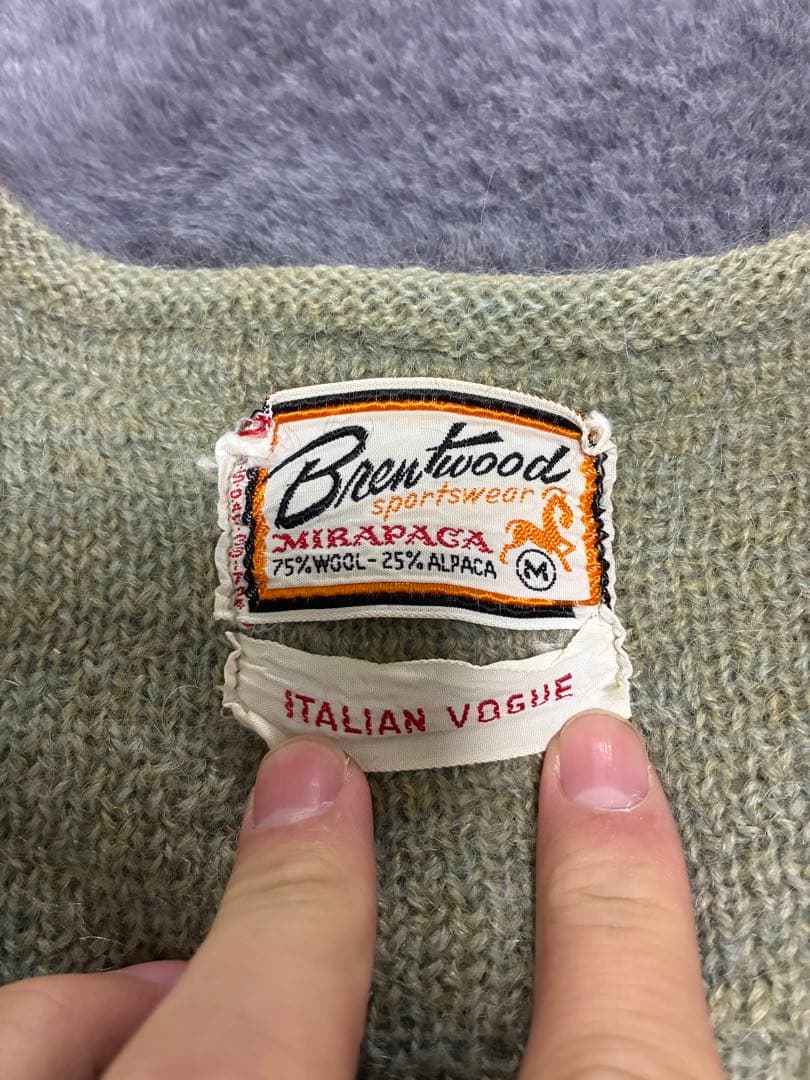 Brentwood
sportswear
MIRAPACA
75% WOOL - 25% ALPACA
M
ITALIAN VOGUE